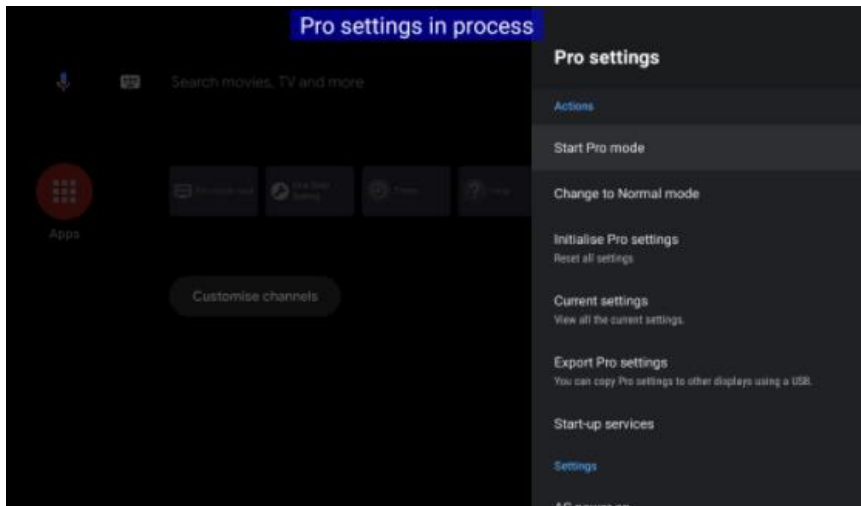 Pro settings in process
Search movies, TV and more
Apps
Customise channels
Pro settings
Actions
Start Pro mode
Change to Normal mode
Initialise Pro settings
Reset all settings
Current settings
View all the current settings.
Export Pro settings
You can copy Pro settings to other displays using a USB.
Start-up services
Settings